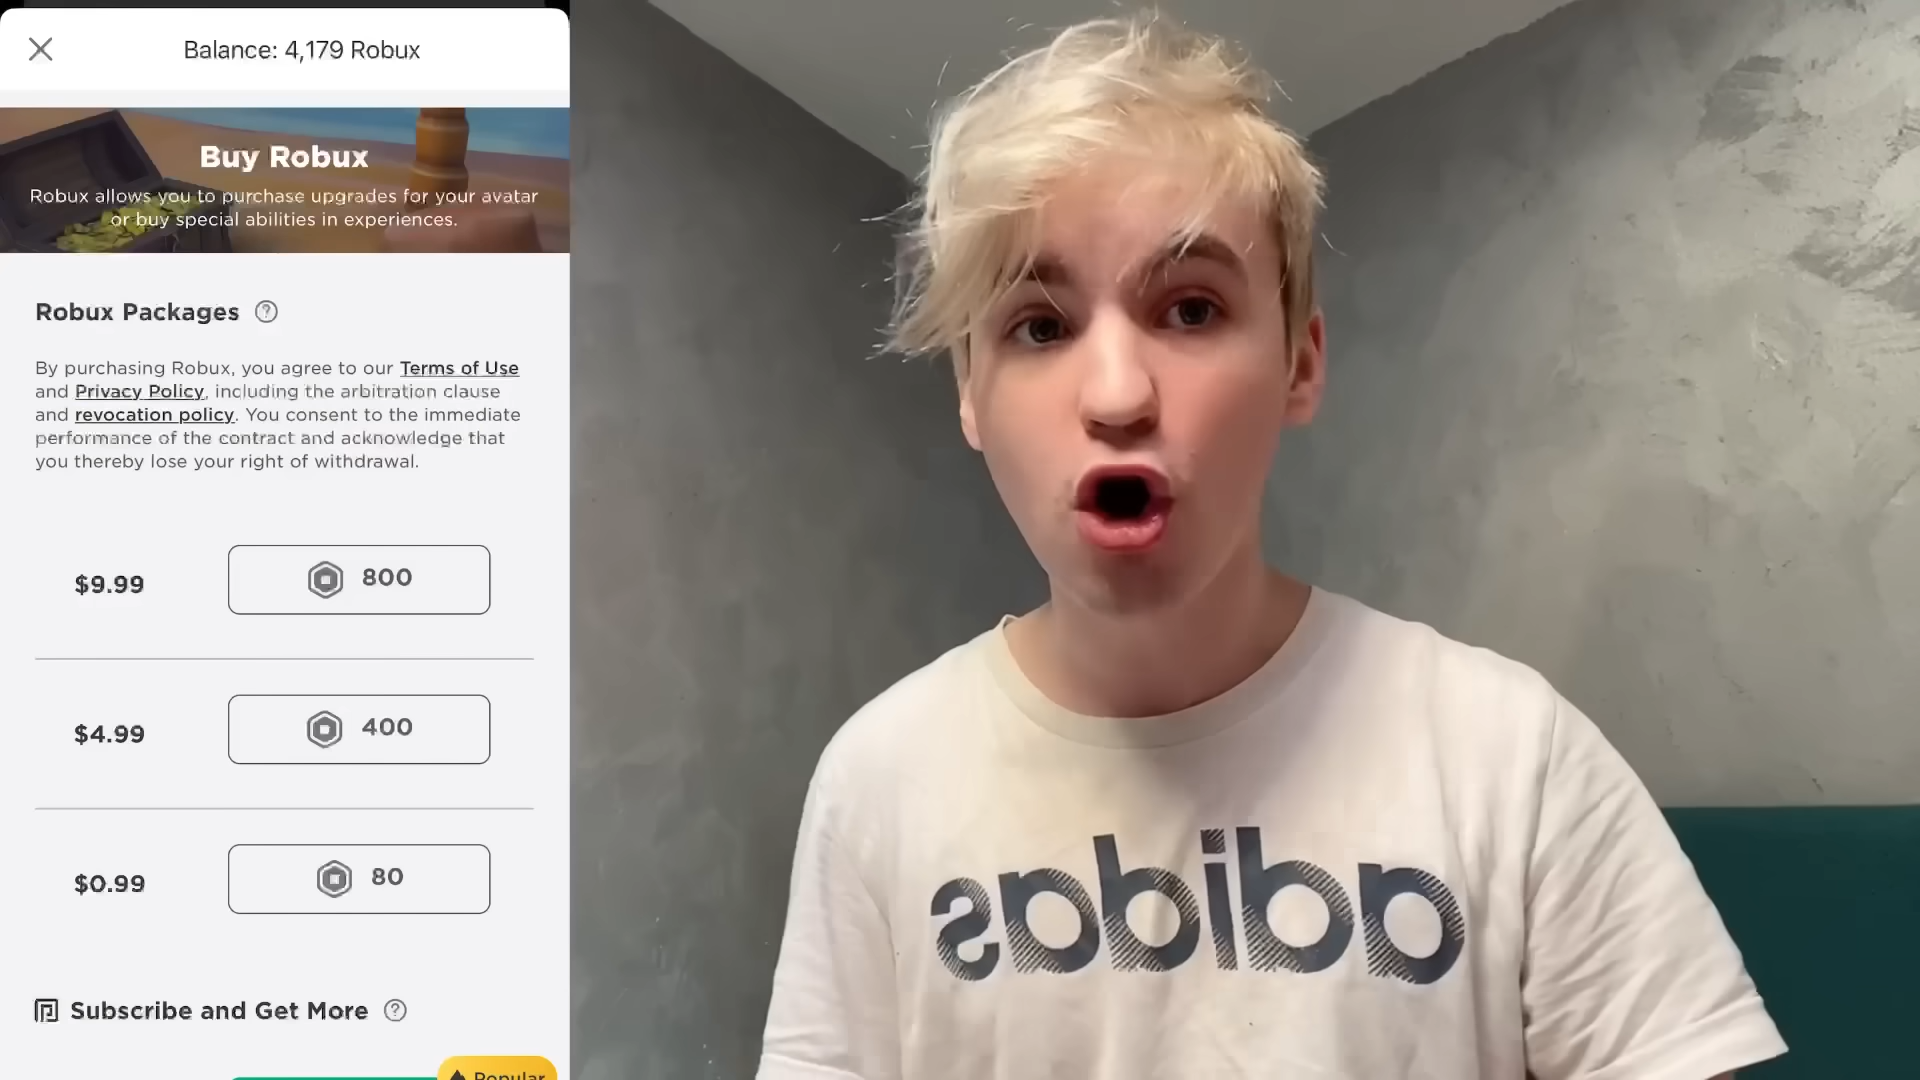 Balance: 4,179 Robux
Buy Robux
Robux allows you to purchase upgrades for your avatar
or buy special abilities in experiences.
Robux Packages ?
By purchasing Robux, you agree to our Terms of Use
and Privacy Policy, including the arbitration clause
and revocation policy. You consent to the immediate
performance of the contract and acknowledge that
you thereby lose your right of withdrawal.
$9.99 800
$4.99 400
$0.99 80
Subscribe and Get More ?
Popular
adidas